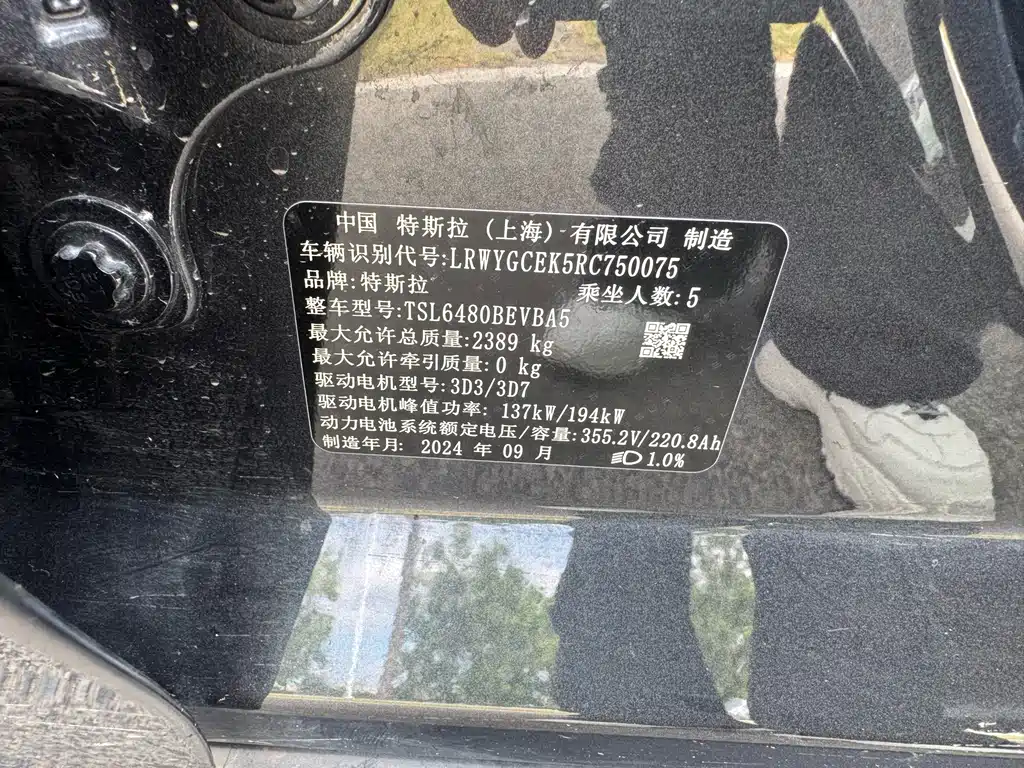 中国 特斯拉 (上海) 有限公司 制造
车辆识别代号:LRWYGCEK5RC750075
品牌:特斯拉 乘坐人数:5
整车型号:TSL6480BEVBA5
最大允许总质量:2389 kg
最大允许牵引质量:0 kg
驱动电机型号:3D3/3D7
驱动电机峰值功率: 137kW/194kW
动力电池系统额定电压/容量:355.2V/220.8Ah
制造年月: 2024 年 09 月 1.0%